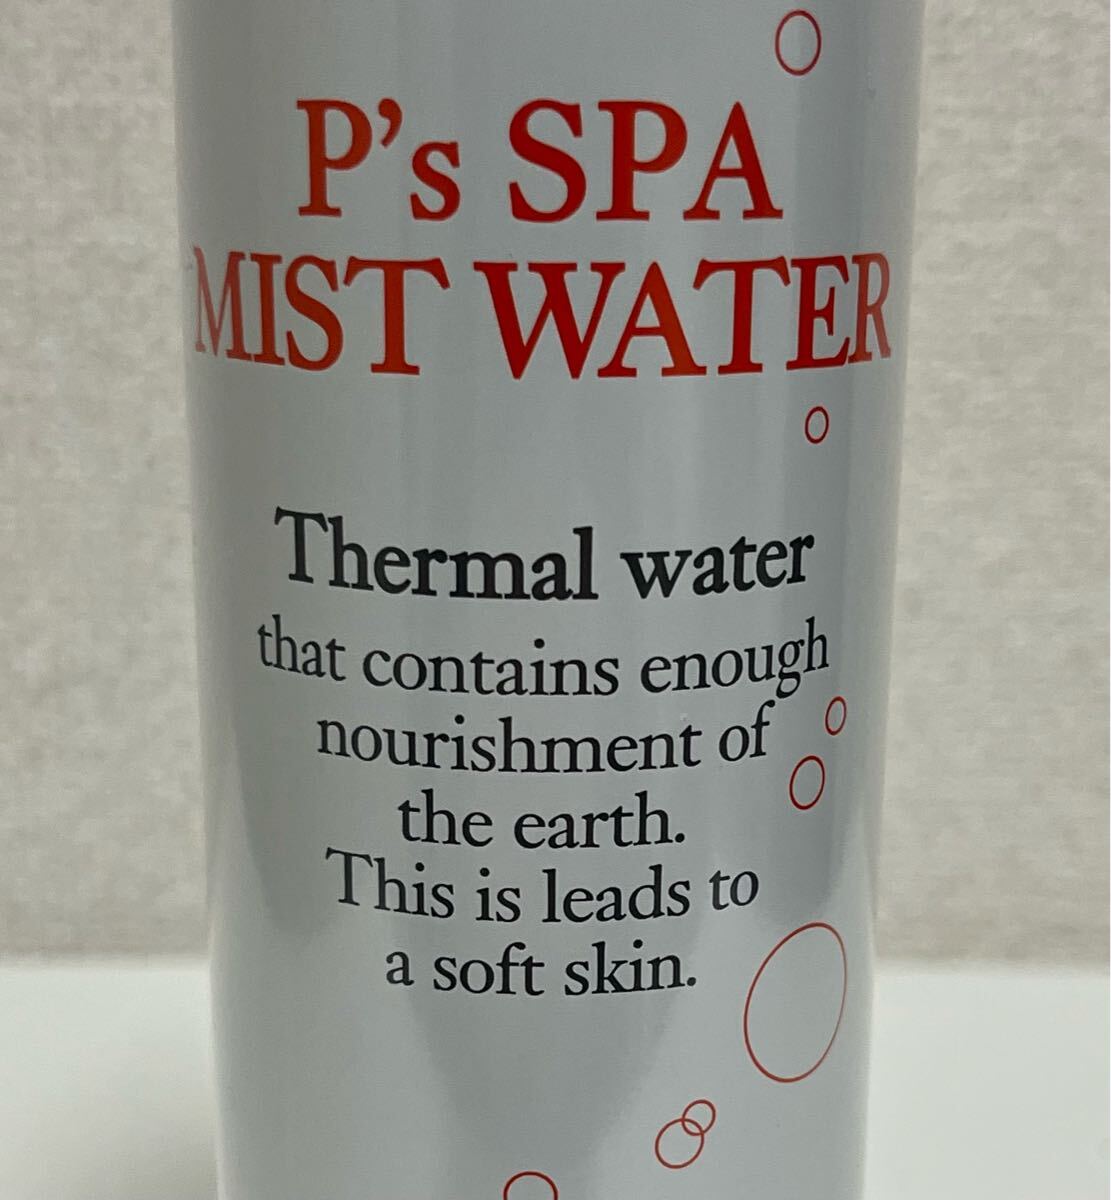 P's SPA
MIST WATER
Thermal water
that contains enough
nourishment of
the earth.
This is leads to
a soft skin.